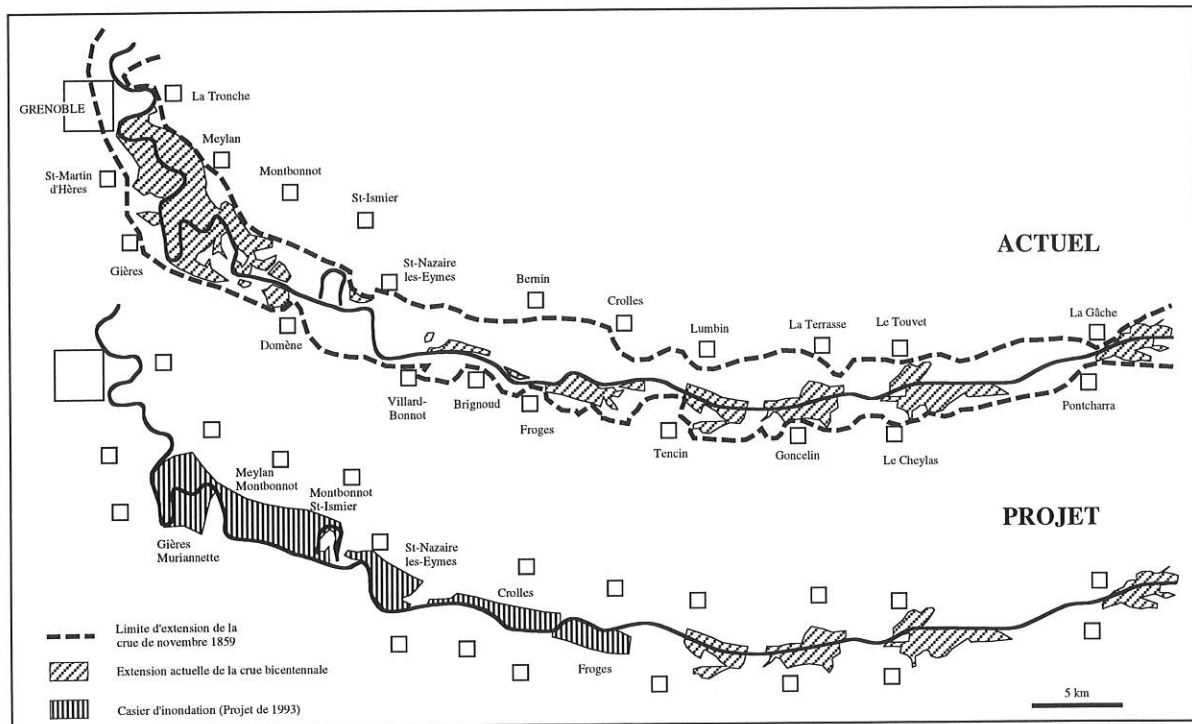 GRENOBLE
La Tronche
Meylan
St-Martin
d'Hères
Montbonnot
St-Ismier
Gières
St-Nazaire
les-Eymes
Bernin
Crolles
ACTUEL
Domène
Lumbin
La Terrasse
Le Touvet
La Gâche
Villard-
Bonnot
Brignoud
Froges
Tencin
Goncelin
Le Cheylas
Pontcharra
Meylan
Montbonnot
Montbonnot
St-Ismier
PROJET
Gières
Muriannette
St-Nazaire
les-Eymes
Crolles
Froges
Limite d'extension de la
crue de novembre 1859
Extension actuelle de la crue bicentennale
Casier d'inondation (Projet de 1993)
5 km